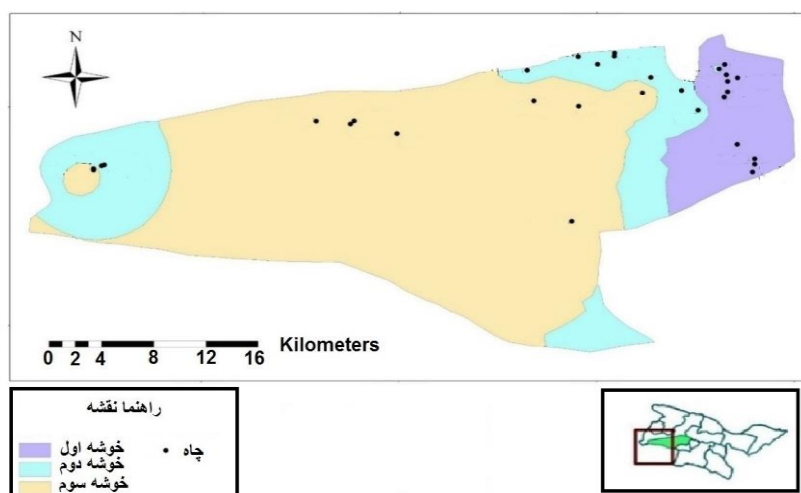 N
Kilometers
0 2 4 8 12 16
راهنما نقشه
خوشه اول
چاه
خوشه دوم
خوشه سوم